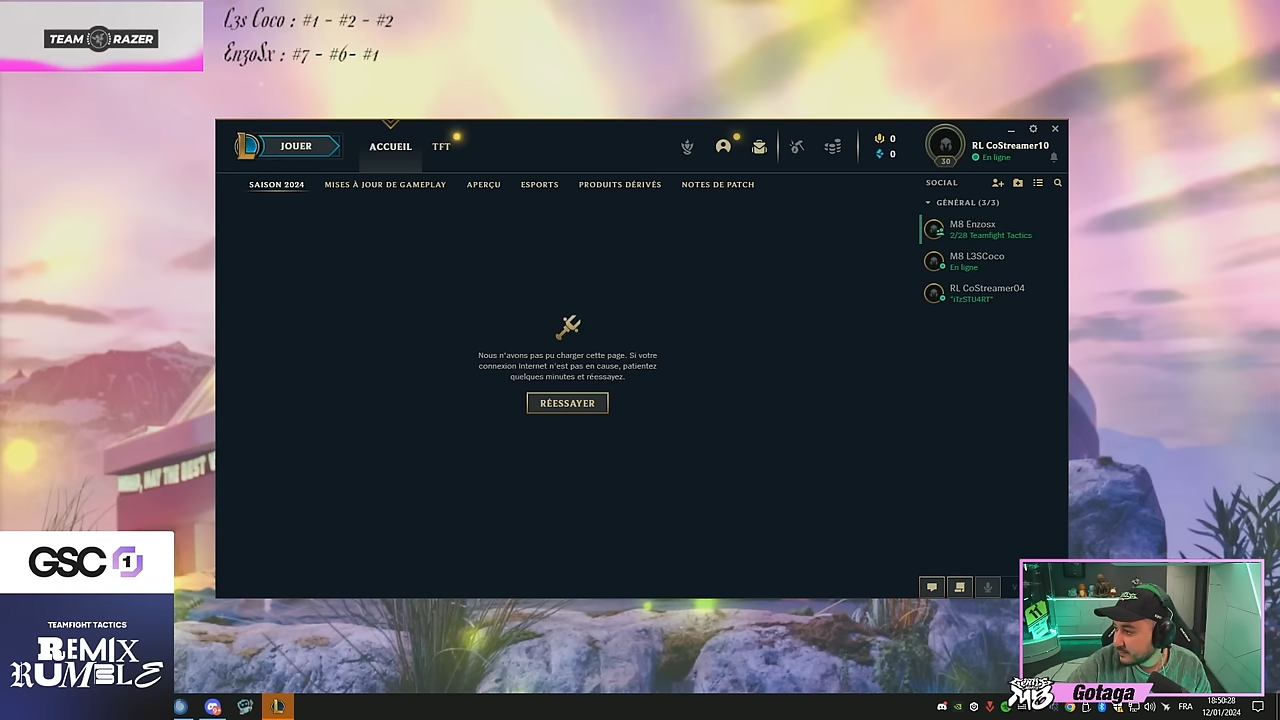 TEAM RAZER
L3s Coco : #1 - #2 - #2
EnzoSx : #7 - #6- #1
JOUER
ACCUEIL
TFT
0
0
30
RL CoStreamer10
En ligne
SAISON 2024
MISES À JOUR DE GAMEPLAY
APERÇU
ESPORTS
PRODUITS DÉRIVÉS
NOTES DE PATCH
SOCIAL
GÉNÉRAL (3/3)
M8 Enzosx
2/28 Teamfight Tactics
M8 L3SCoco
En ligne
RL CoStreamer04
"iTzSTU4RT"
Nous n'avons pas pu charger cette page. Si votre
connexion Internet n'est pas en cause, patientez
quelques minutes et réessayez.
RÉESSAYER
GSC 1
TEAMFIGHT TACTICS
REMIX
RUMBLE
M8
Gotaga
FRA
18:50:28
12/01/2024